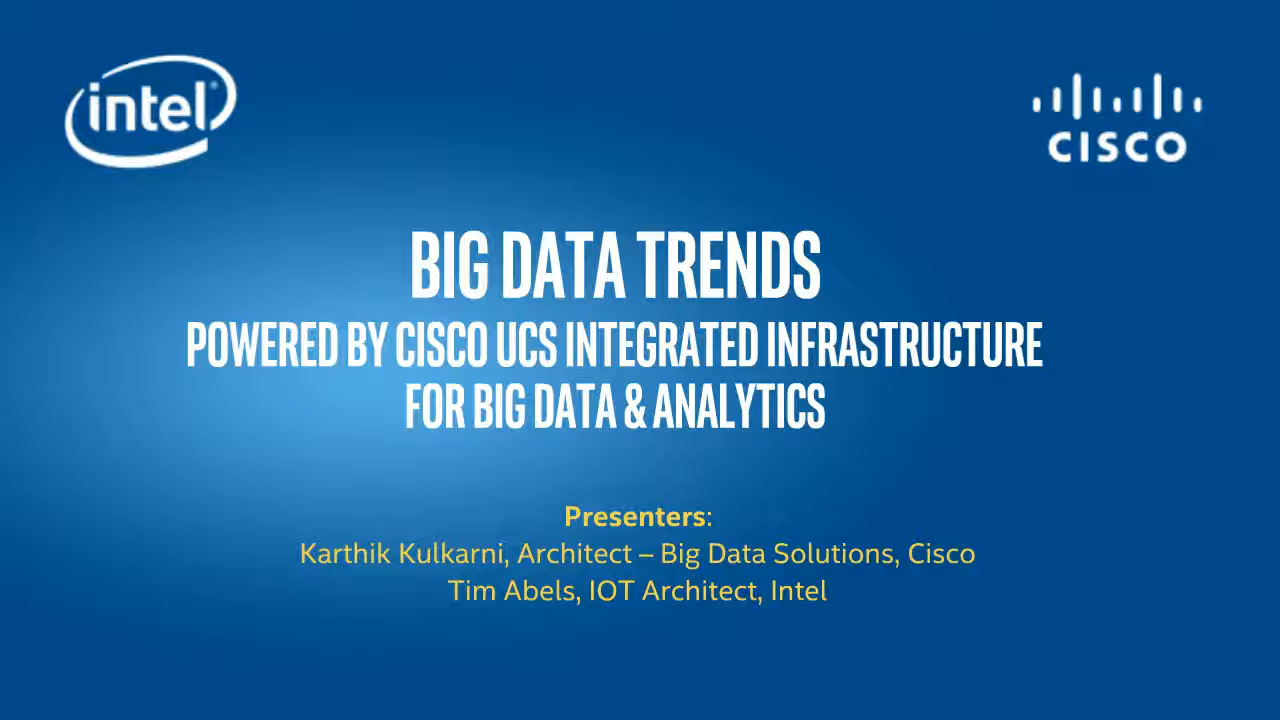 intel
CISCO
BIG DATA TRENDS
POWERED BY CISCO UCS INTEGRATED INFRASTRUCTURE
FOR BIG DATA & ANALYTICS
Presenters:
Karthik Kulkarni, Architect – Big Data Solutions, Cisco
Tim Abels, IOT Architect, Intel